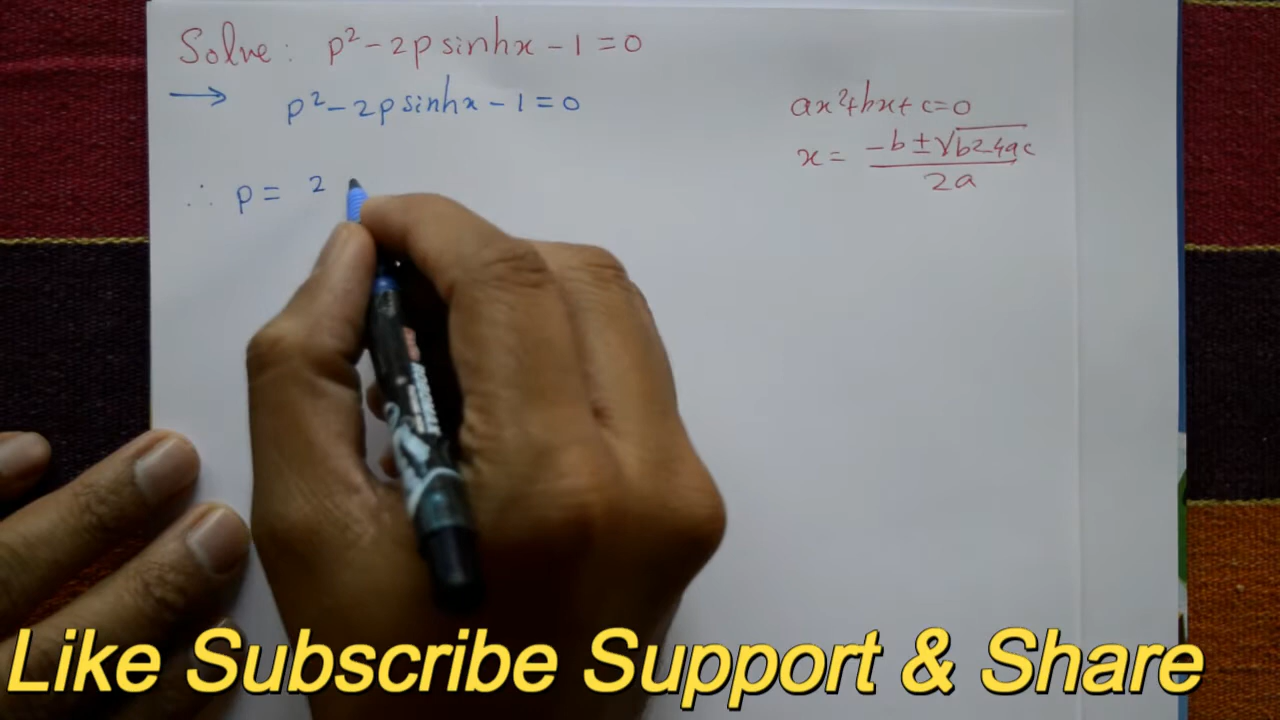 Solve: p² - 2p sinhx - 1 = 0
→ p² - 2p sinhx - 1 = 0
ax²+bx+c=0
x = -b ± √b2-4ac
2a
∴ p = 2
Like Subscribe Support & Share